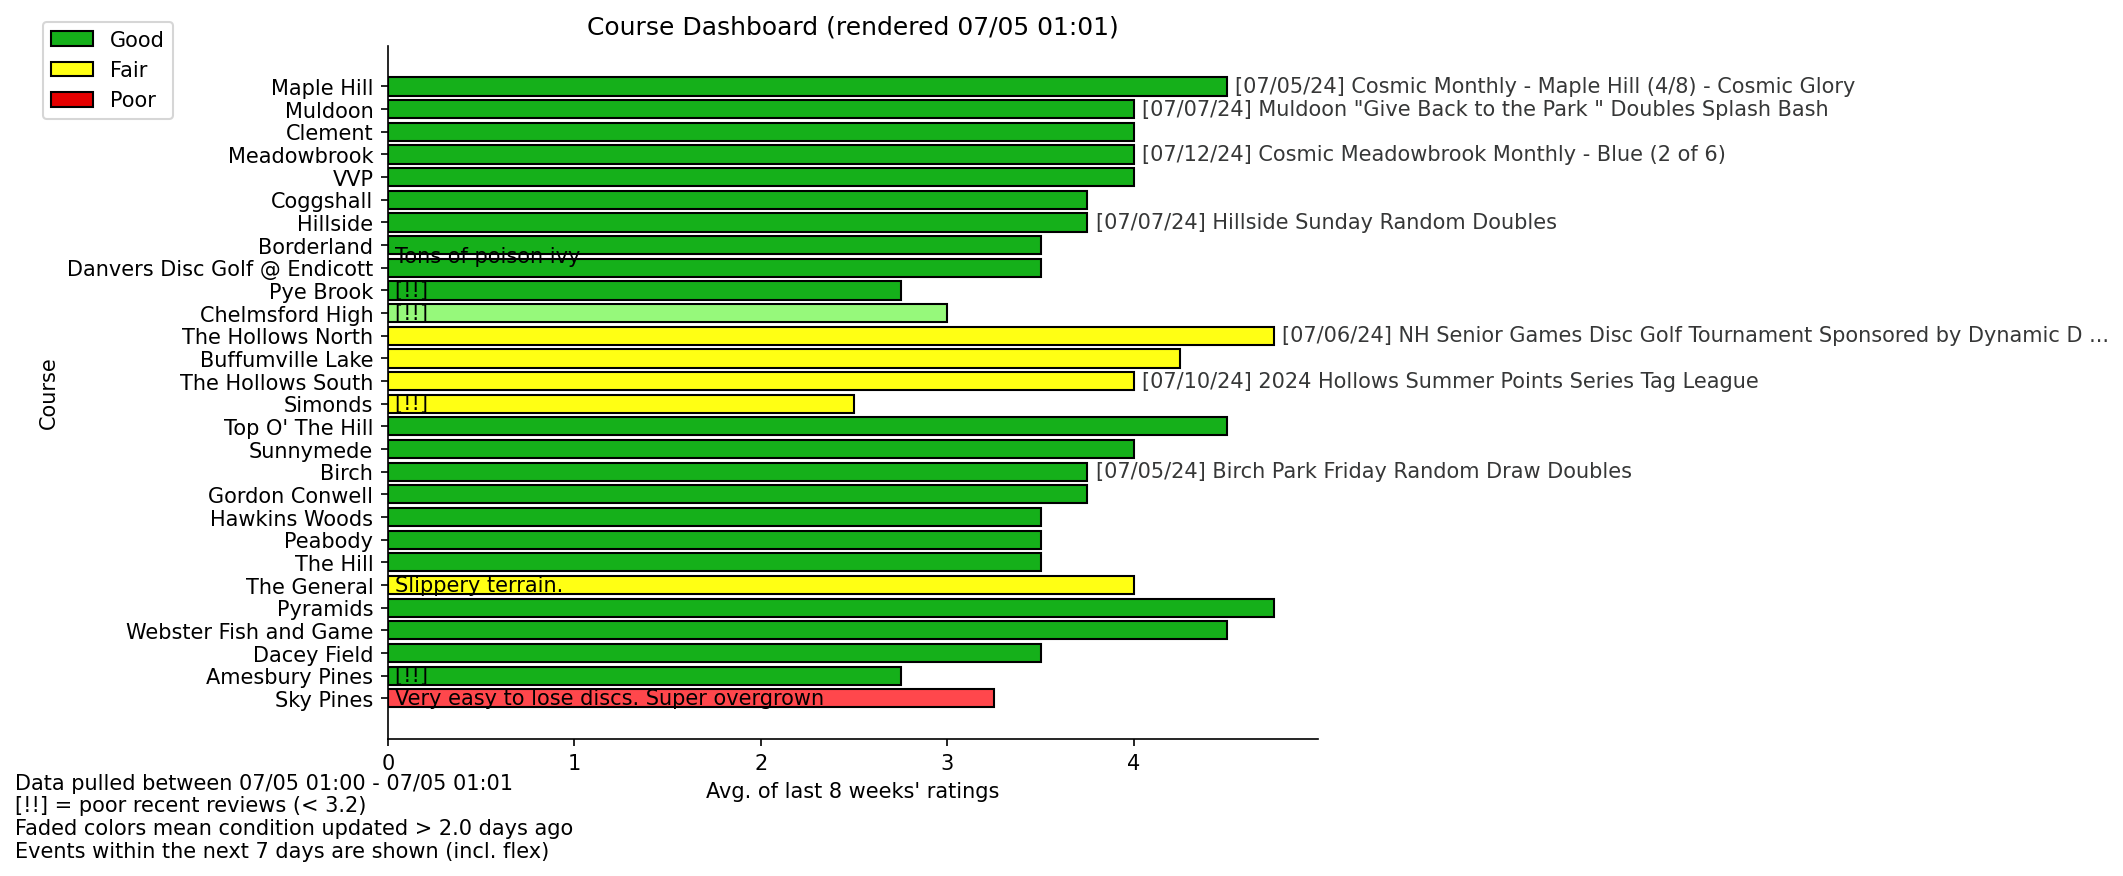 Course Dashboard (rendered 07/05 01:01)
Good
Fair
Poor
Course
Maple Hill [07/05/24] Cosmic Monthly - Maple Hill (4/8) - Cosmic Glory
Muldoon [07/07/24] Muldoon "Give Back to the Park " Doubles Splash Bash
Clement
Meadowbrook [07/12/24] Cosmic Meadowbrook Monthly - Blue (2 of 6)
VVP
Coggshall
Hillside [07/07/24] Hillside Sunday Random Doubles
Borderland
Tons of poison ivy
Danvers Disc Golf @ Endicott
Pye Brook [!!]
Chelmsford High [!!]
The Hollows North [07/06/24] NH Senior Games Disc Golf Tournament Sponsored by Dynamic D ...
Buffumville Lake
The Hollows South [07/10/24] 2024 Hollows Summer Points Series Tag League
Simonds [!!]
Top O' The Hill
Sunnymede
Birch [07/05/24] Birch Park Friday Random Draw Doubles
Gordon Conwell
Hawkins Woods
Peabody
The Hill
The General Slippery terrain.
Pyramids
Webster Fish and Game
Dacey Field
Amesbury Pines [!!]
Sky Pines Very easy to lose discs. Super overgrown
0 1 2 3 4
Avg. of last 8 weeks' ratings
Data pulled between 07/05 01:00 - 07/05 01:01
[!!] = poor recent reviews (< 3.2)
Faded colors mean condition updated > 2.0 days ago
Events within the next 7 days are shown (incl. flex)